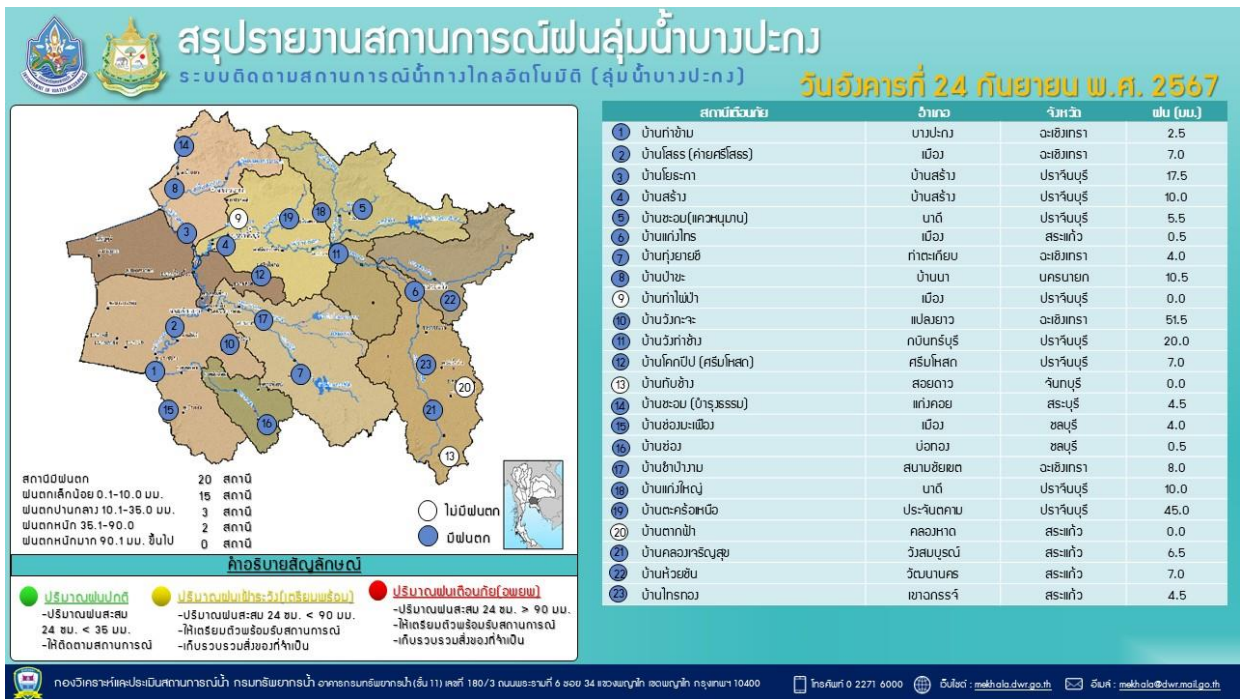 สรุปรายงานสถานการณ์ฝนลุ่มน้ำบางปะกง
ระบบติดตามสถานการณ์น้ำทางไกลอัตโนมัติ (ลุ่มน้ำบางปะกง)
วันอังคารที่ 24 กันยายน พ.ศ. 2567
สถานีเตือนภัย อำเภอ จังหวัด ฝน (มม.)
1 บ้านท่าข้าม บางปะกง ฉะเชิงเทรา 2.5
2 บ้านโสธร (ค่ายศรีโสธร) เมือง ฉะเชิงเทรา 7.0
3 บ้านโยธะกา บ้านสร้าง ปราจีนบุรี 17.5
4 บ้านสร้าง บ้านสร้าง ปราจีนบุรี 10.0
5 บ้านชะอม(แควหนุมาน) นาดี ปราจีนบุรี 5.5
6 บ้านแก่งไทร เมือง สระแก้ว 0.5
7 บ้านทุ่งยายชี ท่าตะเกียบ ฉะเชิงเทรา 4.0
8 บ้านป่าขะ บ้านนา นครนายก 10.5
9 บ้านท่าไผ่ป่า เมือง ปราจีนบุรี 0.0
10 บ้านวังกะจะ แปลงยาว ฉะเชิงเทรา 51.5
11 บ้านวังท่าช้าง กบินทร์บุรี ปราจีนบุรี 20.0
12 บ้านโคกปีป (ศรีมโหสถ) ศรีมโหสถ ปราจีนบุรี 7.0
13 บ้านทับช้าง สอยดาว จันทบุรี 0.0
14 บ้านชะอม (บำรุงธรรม) แก่งคอย สระบุรี 4.5
15 บ้านช่องมะเฟือง เมือง ชลบุรี 4.0
16 บ้านช่อง บ่อทอง ชลบุรี 0.5
17 บ้านชำป่างาม สนามชัยเขต ฉะเชิงเทรา 8.0
18 บ้านแก่งใหญ่ นาดี ปราจีนบุรี 10.0
19 บ้านตะคร้อเหนือ ประจันตคาม ปราจีนบุรี 45.0
20 บ้านตากฟ้า คลองหาด สระแก้ว 0.0
21 บ้านคลองเจริญสุข วังสมบูรณ์ สระแก้ว 6.5
22 บ้านห้วยชัน วัฒนานคร สระแก้ว 7.0
23 บ้านไทรทอง เขาฉกรรจ์ สระแก้ว 4.5
สถานีมีฝนตก 20 สถานี
ฝนตกเล็กน้อย 0.1-10.0 มม. 15 สถานี
ฝนตกปานกลาง 10.1-35.0 มม. 3 สถานี
ฝนตกหนัก 35.1-90.0 2 สถานี
ฝนตกหนักมาก 90.1 มม. ขึ้นไป 0 สถานี
ไม่มีฝนตก
มีฝนตก
คำอธิบายสัญลักษณ์
ปริมาณฝนปกติ
-ปริมาณฝนสะสม
24 ชม. < 35 มม.
-ให้ติดตามสถานการณ์
ปริมาณฝนเฝ้าระวัง(เตรียมพร้อม)
-ปริมาณฝนสะสม 24 ชม. < 90 มม.
-ให้เตรียมตัวพร้อมรับสถานการณ์
-เก็บรวบรวมสิ่งของที่จำเป็น
ปริมาณฝนเตือนภัย(อพยพ)
-ปริมาณฝนสะสม 24 ชม. > 90 มม.
-ให้เตรียมตัวพร้อมรับสถานการณ์
-เก็บรวบรวมสิ่งของที่จำเป็น
กองวิเคราะห์และประเมินสถานการณ์น้ำ กรมทรัพยากรน้ำ อาคารกรมทรัพยากรน้ำ (ชั้น 11) เลขที่ 180/3 ถนนพระรามที่ 6 ซอย 34 แขวงพญาไท เขตพญาไท กรุงเทพฯ 10400
โทรศัพท์ 0 2271 6000
เว็บไซต์ : mekhala.dwr.go.th
อีเมล์ : mekhala@dwr.mail.go.th